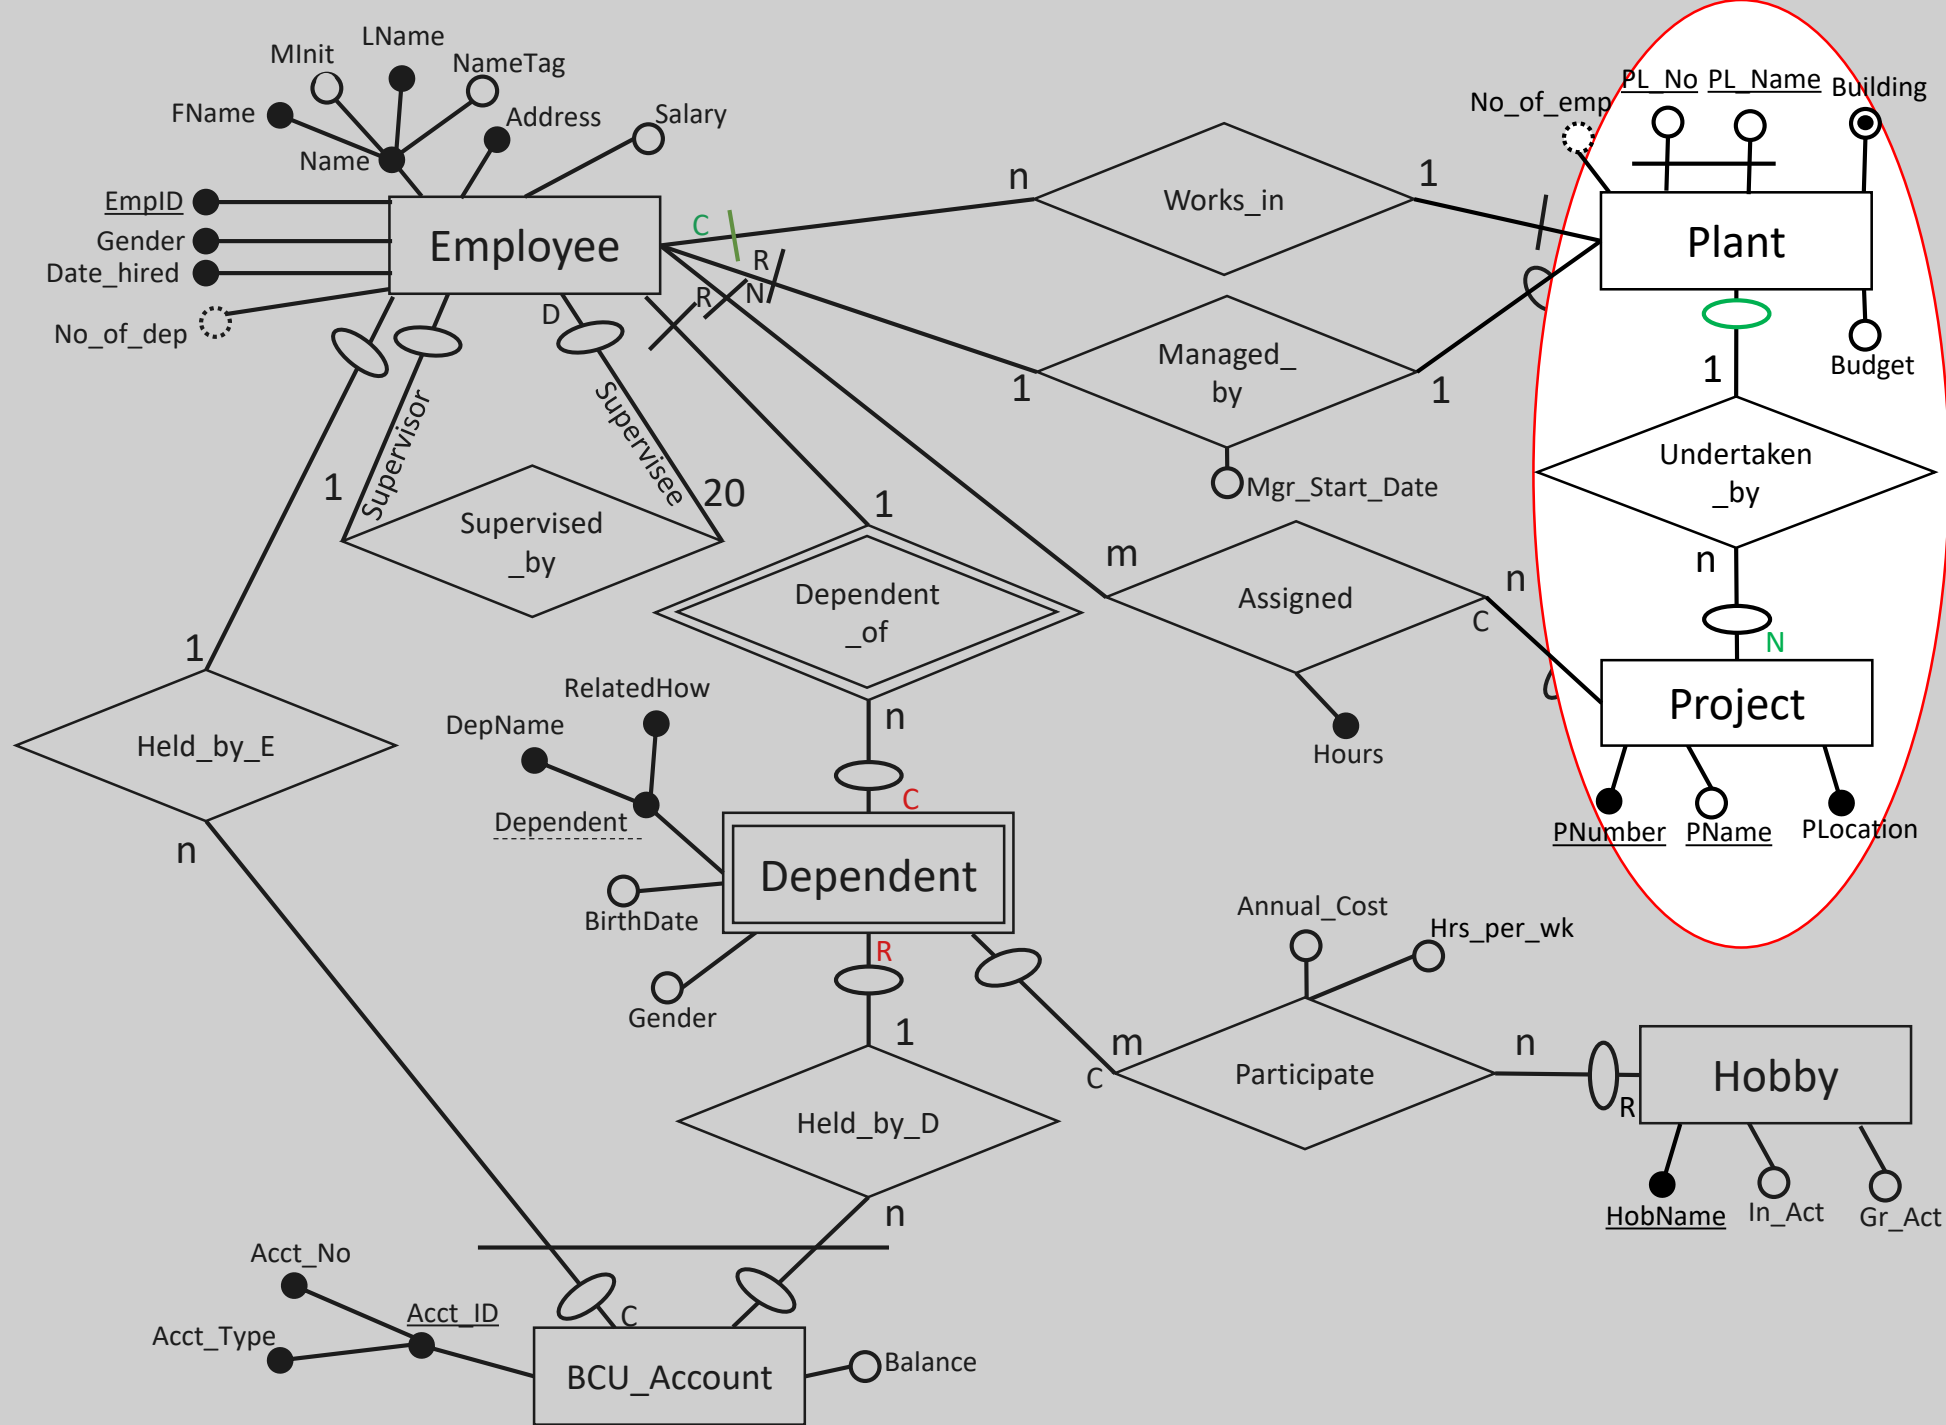 LName
MInit
NameTag
FName
Address
Salary
Name
EmpID
Gender
Date_hired
No_of_dep
Employee
C
R
N
R
D
n
Works_in
1
No_of_emp
PL_No
PL_Name
Building
Plant
Budget
1
Managed_
by
1
Mgr_Start_Date
1
Undertaken
_by
n
N
Project
PNumber
PName
PLocation
1
Supervisor
Supervisee
20
Supervised
_by
1
Dependent
_of
n
C
m
Assigned
n
C
Hours
1
Held_by_E
n
RelatedHow
DepName
Dependent
BirthDate
Gender
Dependent
R
1
Held_by_D
n
Annual_Cost
Hrs_per_wk
m
C
Participate
n
R
Hobby
HobName
In_Act
Gr_Act
Acct_No
Acct_Type
Acct_ID
C
BCU_Account
Balance